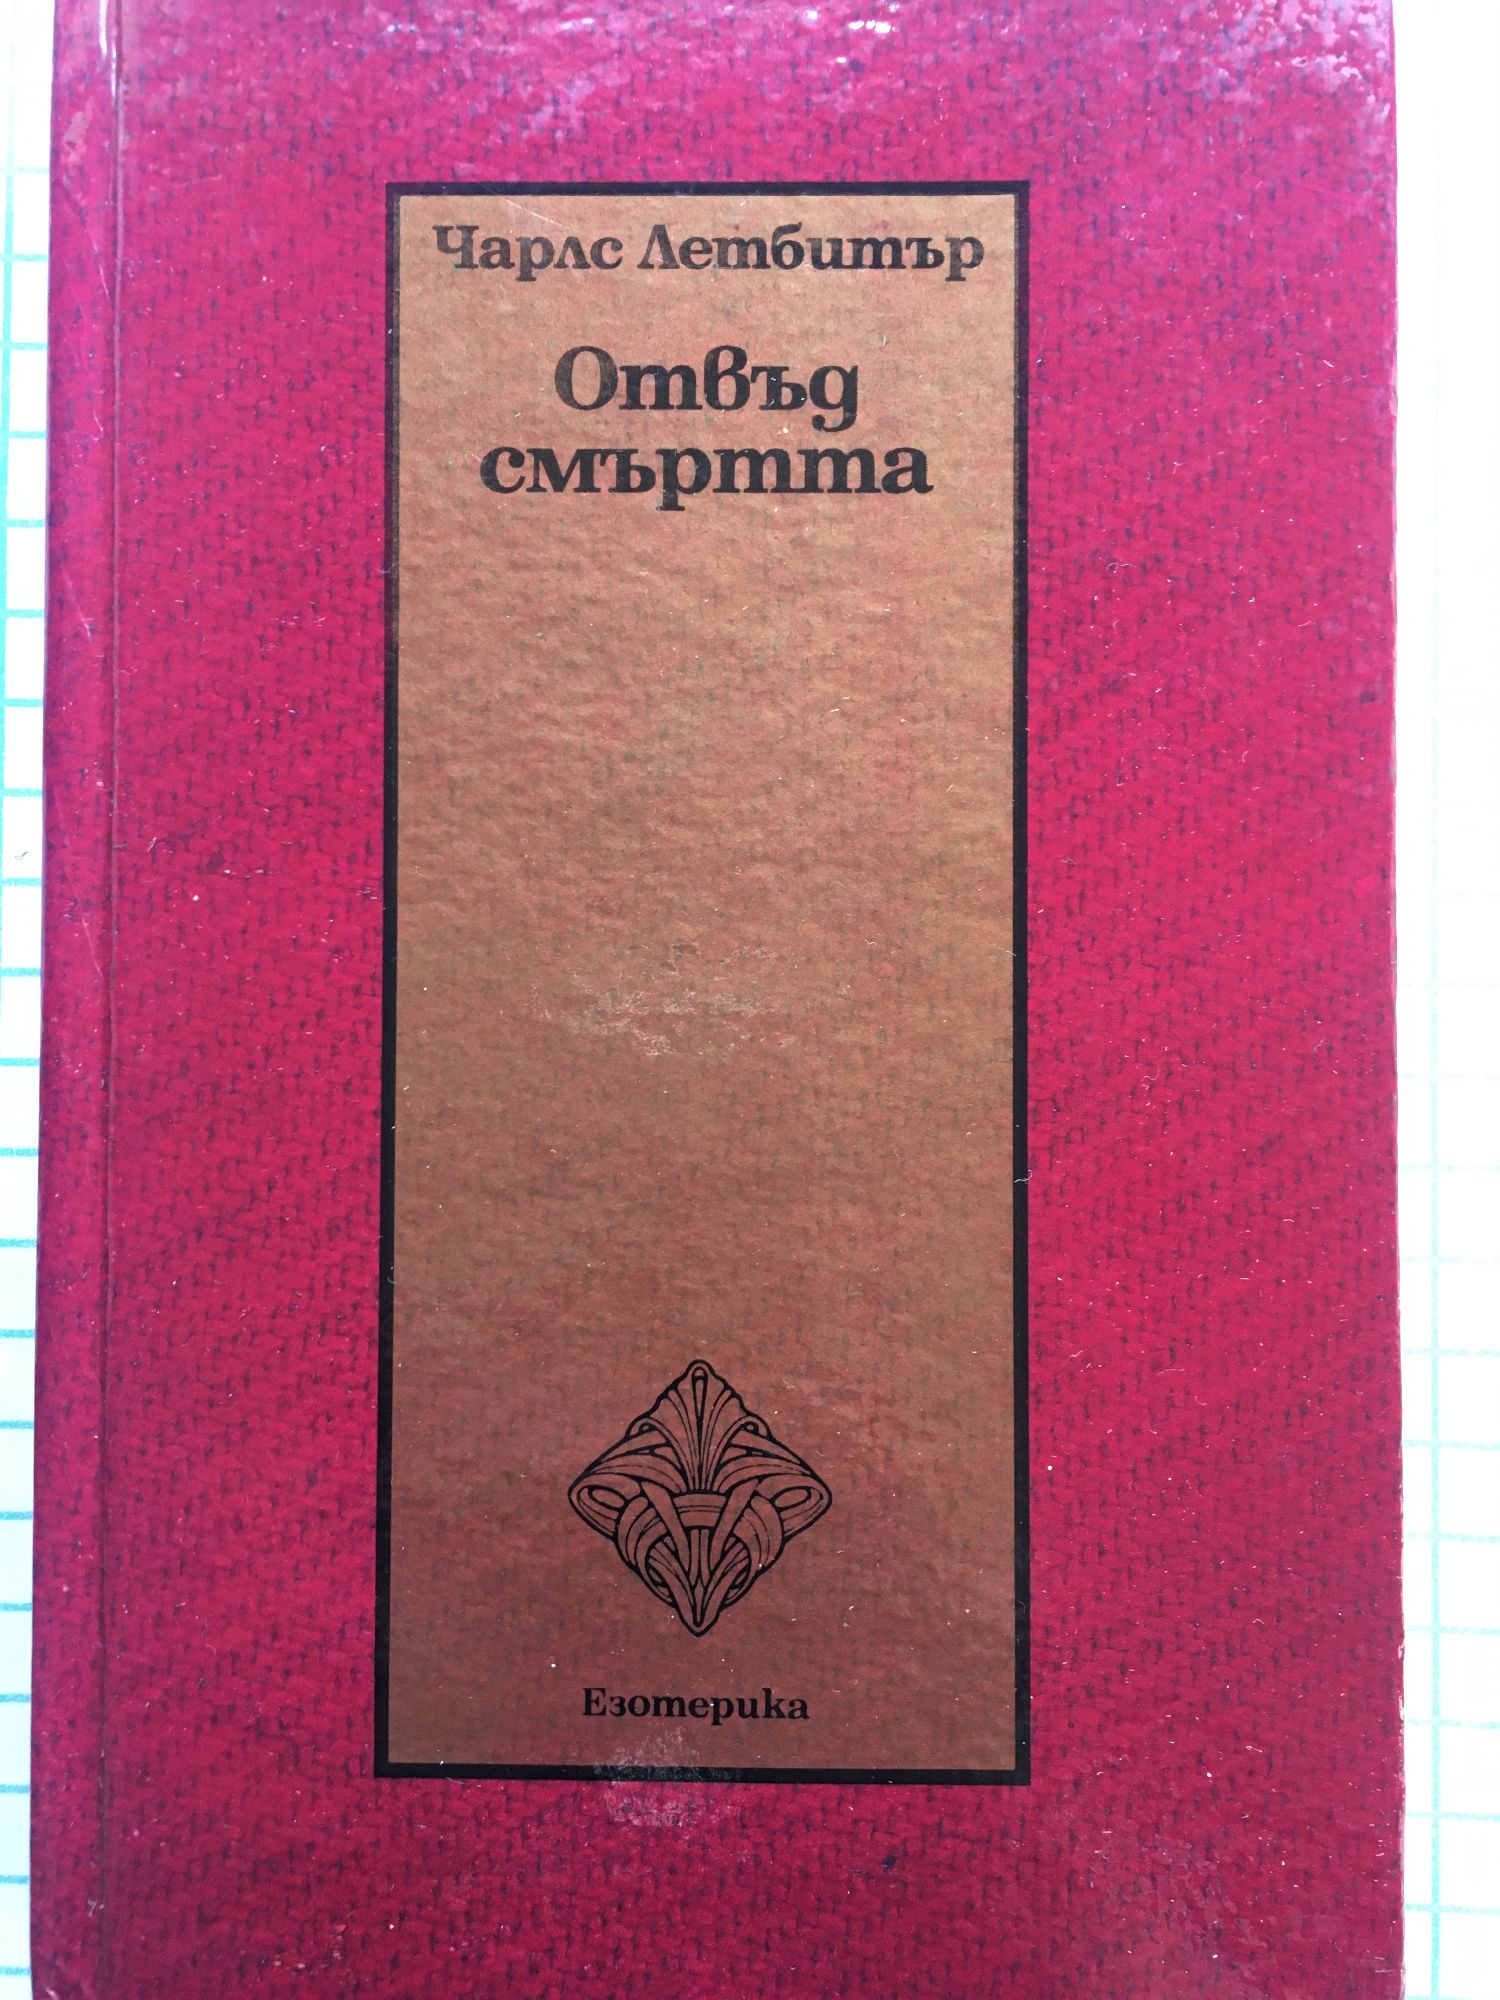 Чарлс Летбитър
Отвъд
смъртта
Езотерика